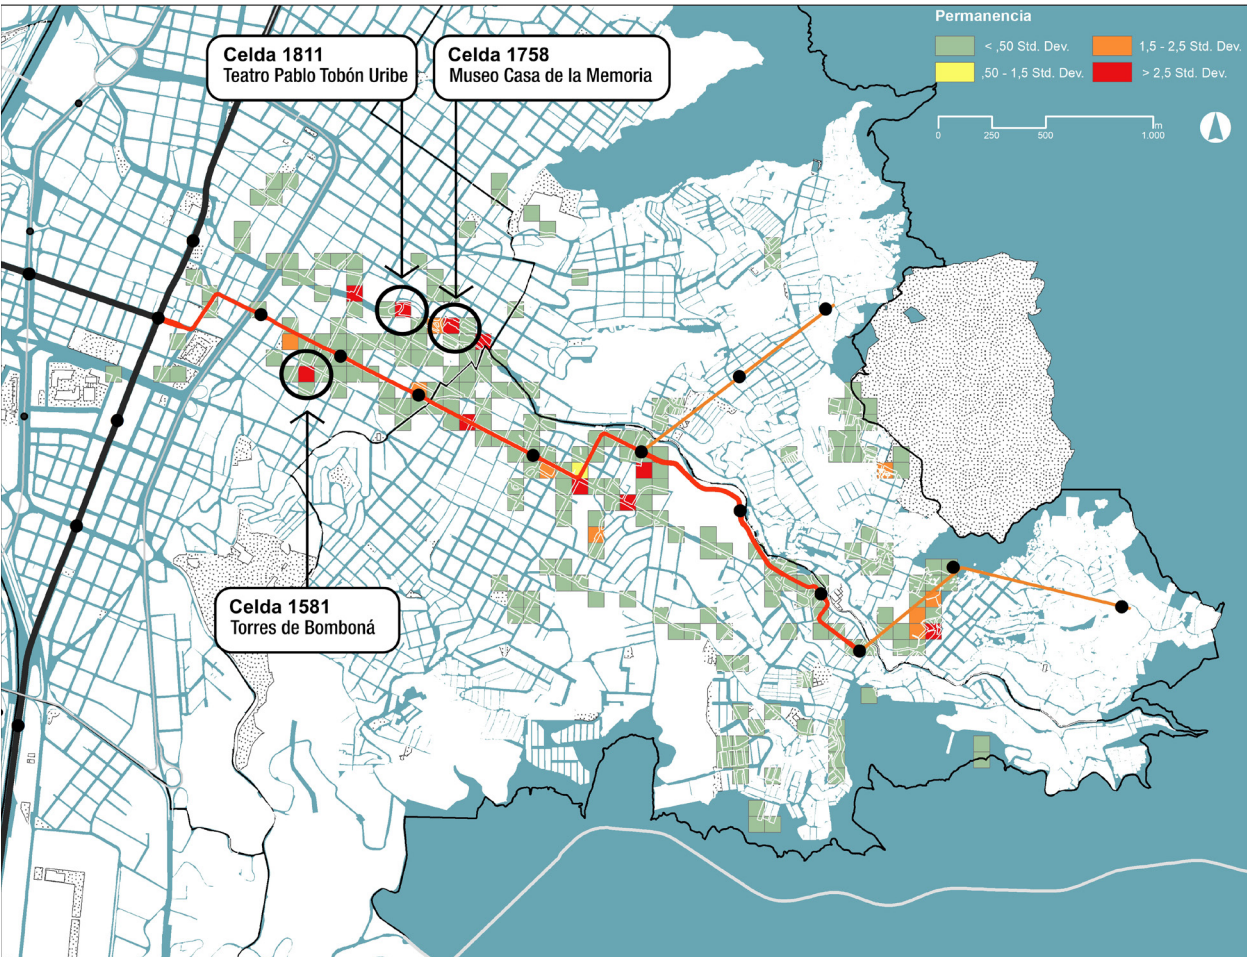 Permanencia
< ,50 Std. Dev.
1,5 - 2,5 Std. Dev.
,50 - 1,5 Std. Dev.
> 2,5 Std. Dev.
0 250 500 1.000
m
Celda 1811
Teatro Pablo Tobón Uribe
Celda 1758
Museo Casa de la Memoria
Celda 1581
Torres de Bomboná